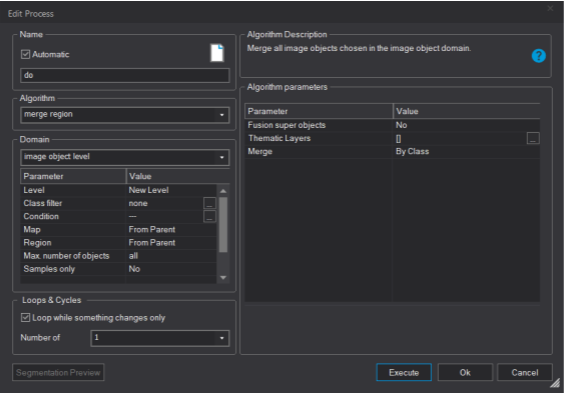 Edit Process
Name
Automatic
do
Algorithm
merge region
Domain
image object level
Parameter Value
Level New Level
Class filter none ...
Condition --- ...
Map From Parent
Region From Parent
Max. number of objects all
Samples only No
Loops & Cycles
Loop while something changes only
Number of 1
Segmentation Preview
Algorithm Description
Merge all image objects chosen in the image object domain.
?
Algorithm parameters
Parameter Value
Fusion super objects No
Thematic Layers [] ...
Merge By Class
Execute Ok Cancel